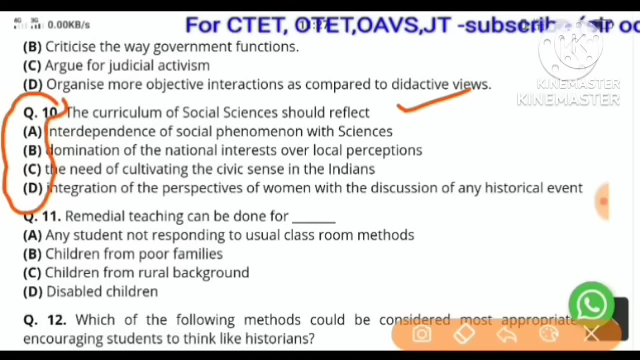 4G 3G 0.00KB/s
For CTET, OTET,OAVS,JT -subscribe
(B) Criticise the way government functions.
(C) Argue for judicial activism
(D) Organise more objective interactions as compared to didactive views.
KINEMASTER
KINEMASTER
Q. 10. The curriculum of Social Sciences should reflect
(A) interdependence of social phenomenon with Sciences
(B) domination of the national interests over local perceptions
(C) the need of cultivating the civic sense in the Indians
(D) integration of the perspectives of women with the discussion of any historical event
Q. 11. Remedial teaching can be done for ______
(A) Any student not responding to usual class room methods
(B) Children from poor families
(C) Children from rural background
(D) Disabled children
Q. 12. Which of the following methods could be considered most appropriate
encouraging students to think like historians?